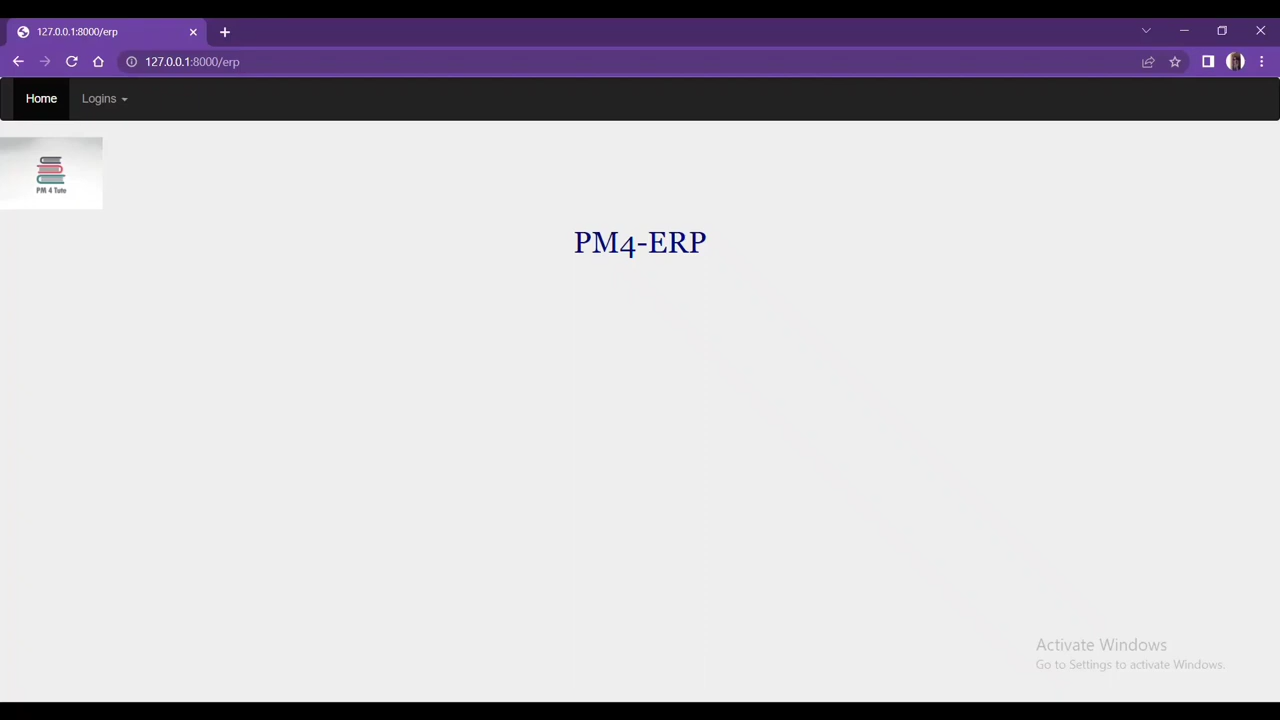 127.0.0.1:8000/erp
127.0.0.1:8000/erp
Home Logins
PM 4 Tute
PM4-ERP
Activate Windows
Go to Settings to activate Windows.